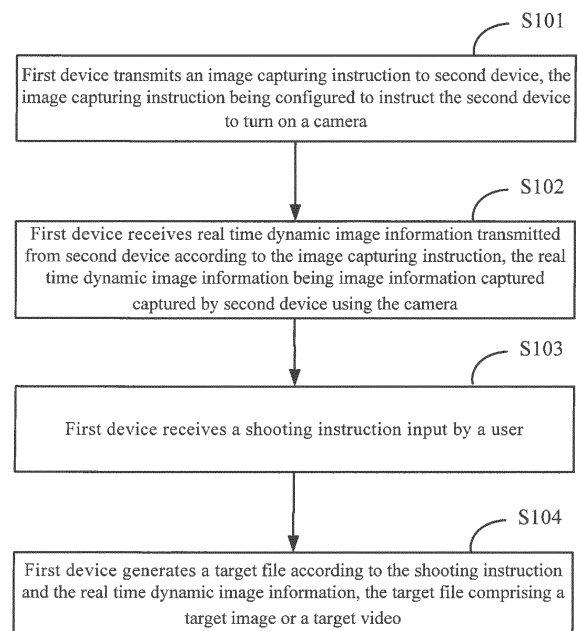 S101
First device transmits an image capturing instruction to second device, the
image capturing instruction being configured to instruct the second device
to turn on a camera
S102
First device receives real time dynamic image information transmitted
from second device according to the image capturing instruction, the real
time dynamic image information being image information captured
captured by second device using the camera
S103
First device receives a shooting instruction input by a user
S104
First device generates a target file according to the shooting instruction
and the real time dynamic image information, the target file comprising a
target image or a target video